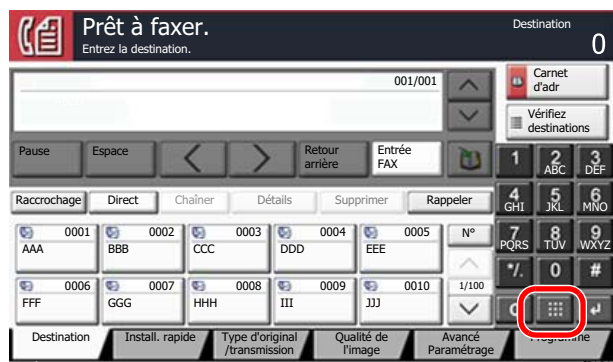 Prêt à faxer.
Entrez la destination.
Destination
0
001/001
Carnet
d'adr
Vérifiez
destinations
Pause
Espace
Retour
arrière
Entrée
FAX
1
2
ABC
3
DEF
Raccrochage
Direct
Chaîner
Détails
Supprimer
Rappeler
4
GHI
5
JKL
6
MNO
0001
AAA
0002
BBB
0003
CCC
0004
DDD
0005
EEE
N°
7
PQRS
8
TUV
9
WXYZ
*/.
0
#
0006
FFF
0007
GGG
0008
HHH
0009
III
0010
JJJ
1/100
C
Destination
Install. rapide
Type d'original
/transmission
Qualité de
l'image
Avancé
Paramétrage
Programme